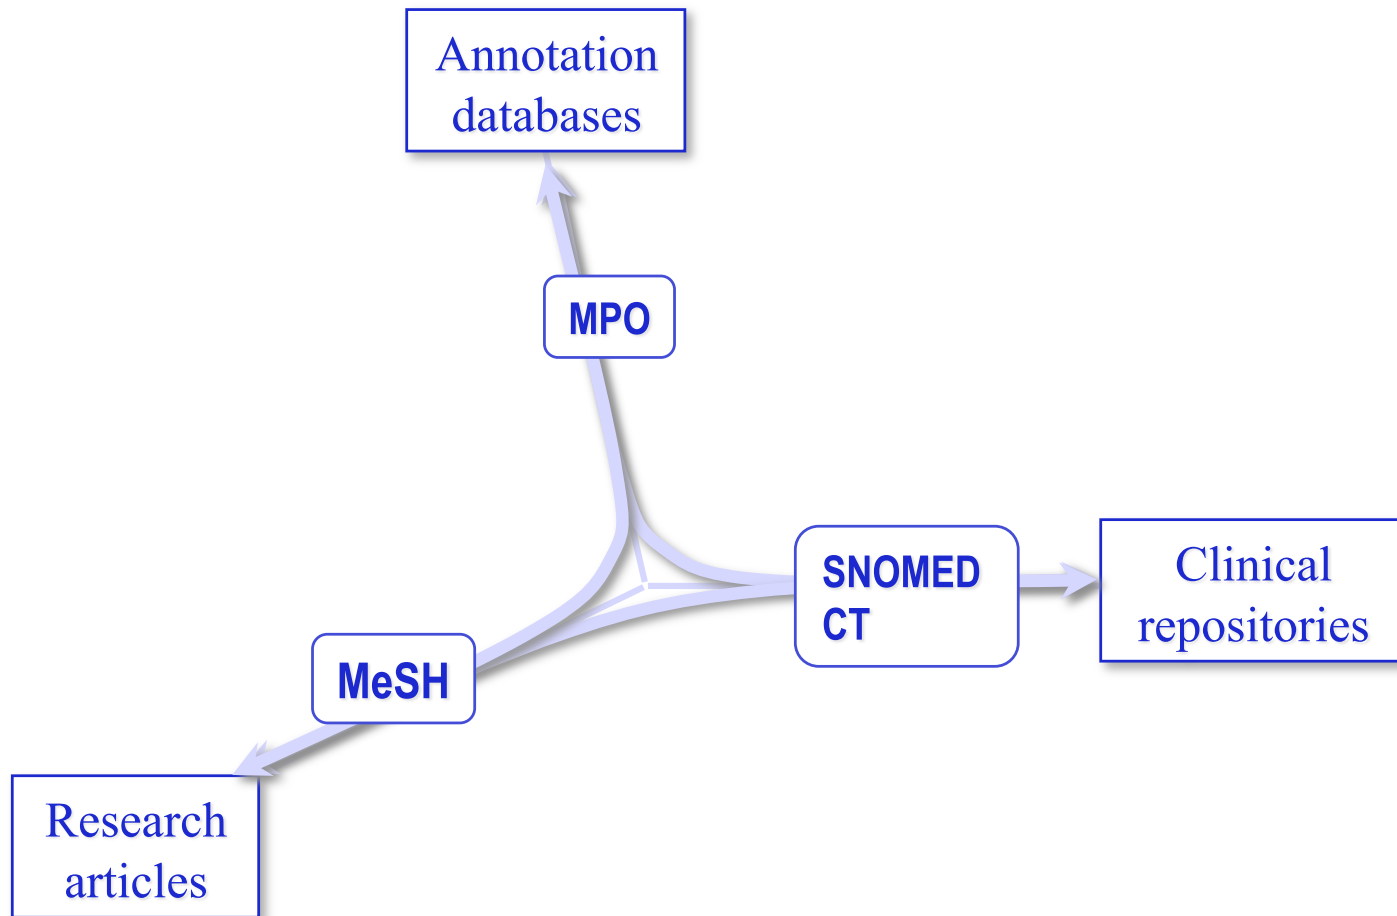 Annotation
databases
MPO
SNOMED
CT
Clinical
repositories
MeSH
Research
articles